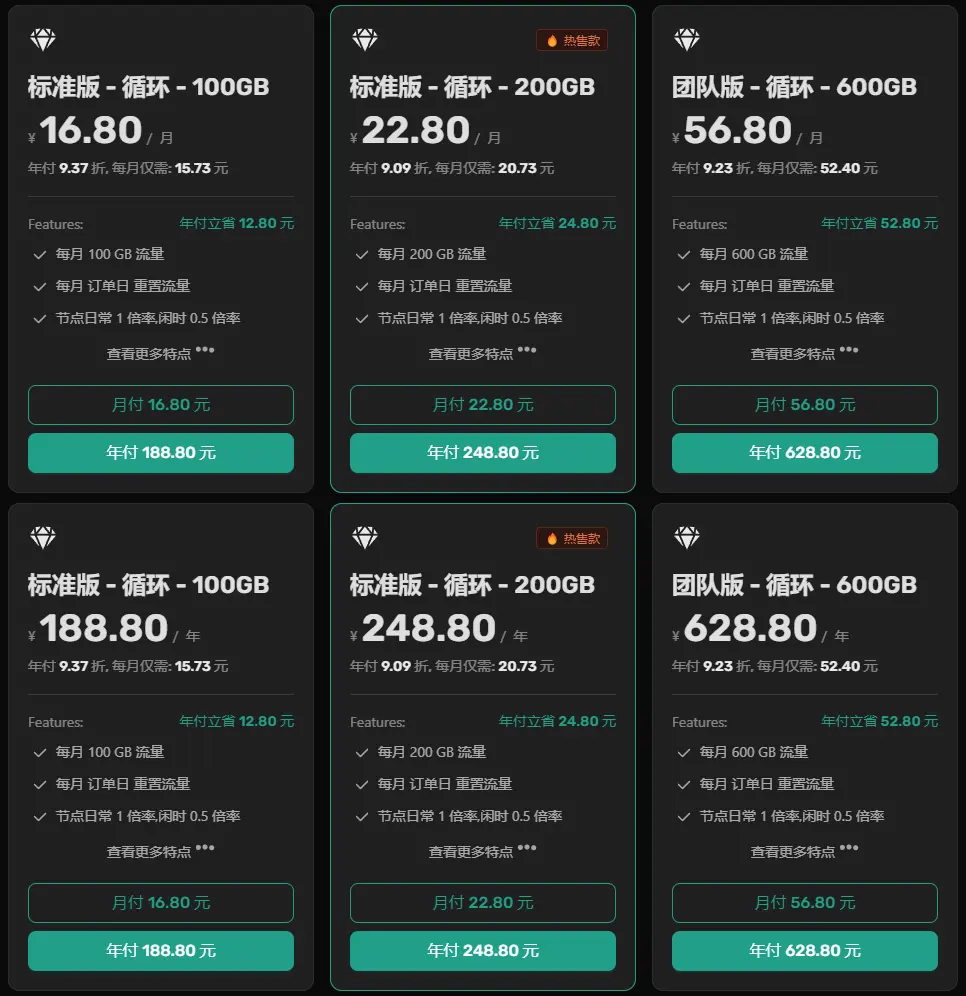 标准版 - 循环 - 100GB
¥ 16.80 / 月
年付 9.37 折, 每月仅需: 15.73 元
Features: 年付立省 12.80 元
每月 100 GB 流量
每月 订单日 重置流量
节点日常 1 倍率,闲时 0.5 倍率
查看更多特点 •••
月付 16.80 元
年付 188.80 元
热售款
标准版 - 循环 - 200GB
¥ 22.80 / 月
年付 9.09 折, 每月仅需: 20.73 元
Features: 年付立省 24.80 元
每月 200 GB 流量
每月 订单日 重置流量
节点日常 1 倍率,闲时 0.5 倍率
查看更多特点 •••
月付 22.80 元
年付 248.80 元
团队版 - 循环 - 600GB
¥ 56.80 / 月
年付 9.23 折, 每月仅需: 52.40 元
Features: 年付立省 52.80 元
每月 600 GB 流量
每月 订单日 重置流量
节点日常 1 倍率,闲时 0.5 倍率
查看更多特点 •••
月付 56.80 元
年付 628.80 元
标准版 - 循环 - 100GB
¥ 188.80 / 年
年付 9.37 折, 每月仅需: 15.73 元
Features: 年付立省 12.80 元
每月 100 GB 流量
每月 订单日 重置流量
节点日常 1 倍率,闲时 0.5 倍率
查看更多特点 •••
月付 16.80 元
年付 188.80 元
热售款
标准版 - 循环 - 200GB
¥ 248.80 / 年
年付 9.09 折, 每月仅需: 20.73 元
Features: 年付立省 24.80 元
每月 200 GB 流量
每月 订单日 重置流量
节点日常 1 倍率,闲时 0.5 倍率
查看更多特点 •••
月付 22.80 元
年付 248.80 元
团队版 - 循环 - 600GB
¥ 628.80 / 年
年付 9.23 折, 每月仅需: 52.40 元
Features: 年付立省 52.80 元
每月 600 GB 流量
每月 订单日 重置流量
节点日常 1 倍率,闲时 0.5 倍率
查看更多特点 •••
月付 56.80 元
年付 628.80 元